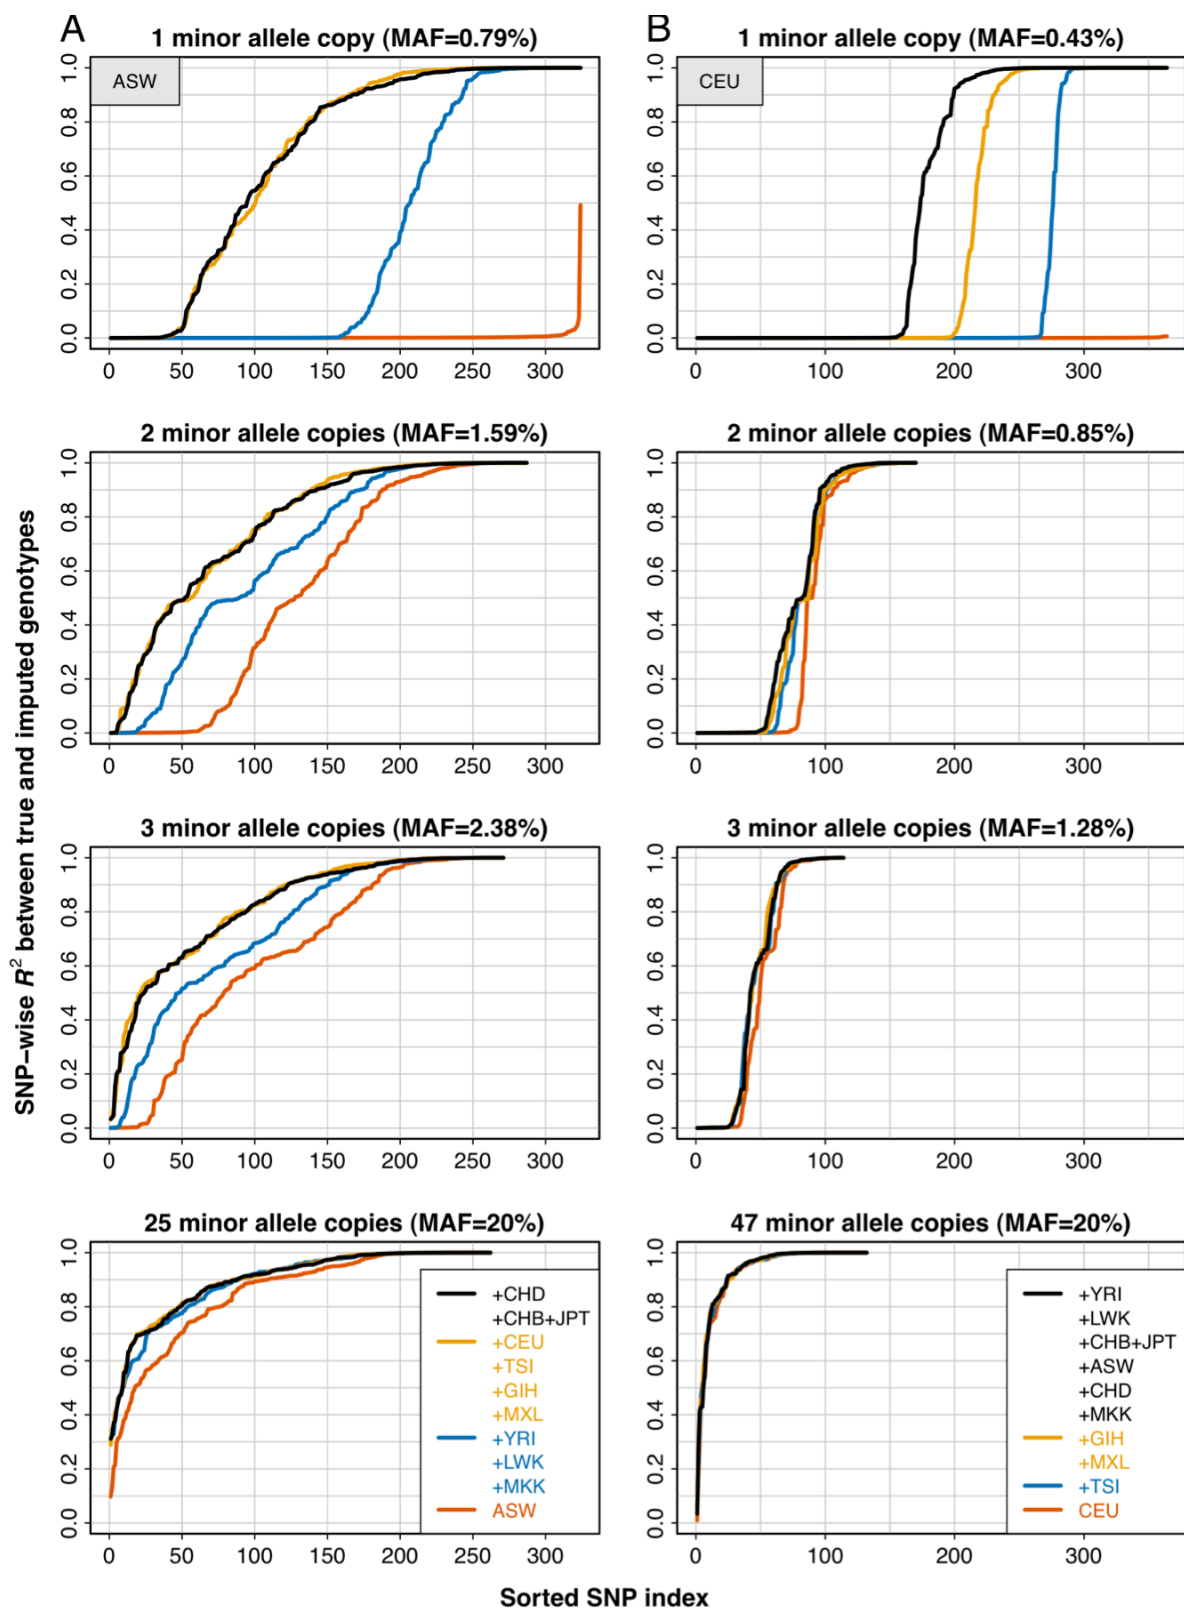 A
1 minor allele copy (MAF=0.79%)
ASW
0.0 0.2 0.4 0.6 0.8 1.0
0 50 100 150 200 250 300
B
1 minor allele copy (MAF=0.43%)
CEU
0.0 0.2 0.4 0.6 0.8 1.0
0 100 200 300
2 minor allele copies (MAF=1.59%)
0.0 0.2 0.4 0.6 0.8 1.0
0 50 100 150 200 250 300
2 minor allele copies (MAF=0.85%)
0.0 0.2 0.4 0.6 0.8 1.0
0 100 200 300
SNP−wise R² between true and imputed genotypes
3 minor allele copies (MAF=2.38%)
0.0 0.2 0.4 0.6 0.8 1.0
0 50 100 150 200 250 300
3 minor allele copies (MAF=1.28%)
0.0 0.2 0.4 0.6 0.8 1.0
0 100 200 300
25 minor allele copies (MAF=20%)
0.0 0.2 0.4 0.6 0.8 1.0
+CHD
+CHB+JPT
+CEU
+TSI
+GIH
+MXL
+YRI
+LWK
+MKK
ASW
0 50 100 150 200 250 300
47 minor allele copies (MAF=20%)
0.0 0.2 0.4 0.6 0.8 1.0
+YRI
+LWK
+CHB+JPT
+ASW
+CHD
+MKK
+GIH
+MXL
+TSI
CEU
0 100 200 300
Sorted SNP index